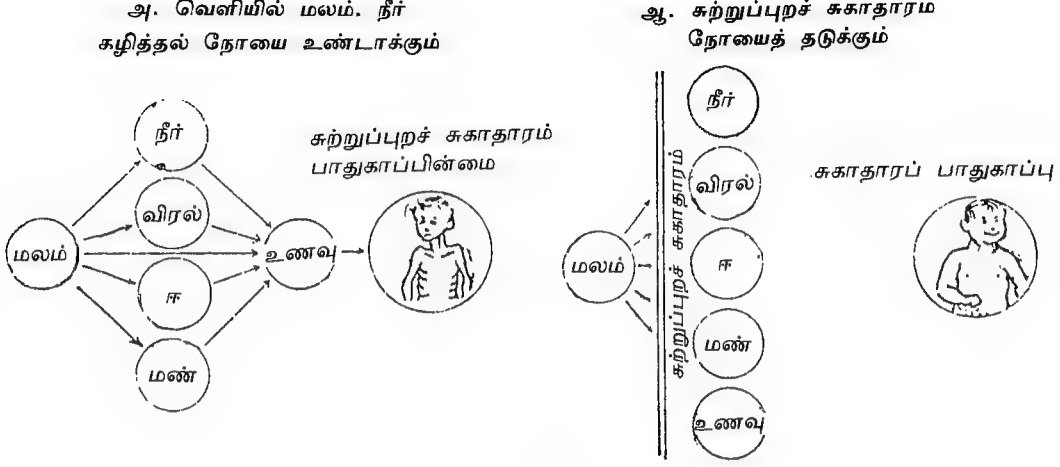 அ. வெளியில் மலம். நீர்
கழித்தல் நோயை உண்டாக்கும்
நீர்
விரல்
மலம்
உணவு
ஈ
மண்
சுற்றுப்புறச் சுகாதாரம்
பாதுகாப்பின்மை
ஆ. சுற்றுப்புறச் சுகாதாரம்
நோயைத் தடுக்கும்
நீர்
விரல்
மலம்
ஈ
மண்
உணவு
சுற்றுப்புறச் சுகாதாரம்
சுகாதாரப் பாதுகாப்பு